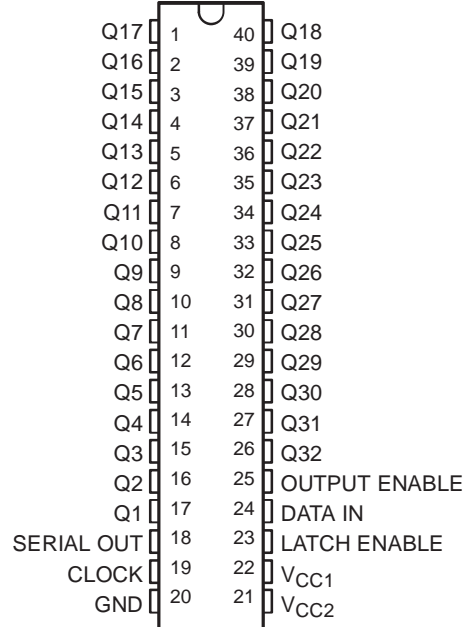 Q17 1 40 Q18
Q16 2 39 Q19
Q15 3 38 Q20
Q14 4 37 Q21
Q13 5 36 Q22
Q12 6 35 Q23
Q11 7 34 Q24
Q10 8 33 Q25
Q9 9 32 Q26
Q8 10 31 Q27
Q7 11 30 Q28
Q6 12 29 Q29
Q5 13 28 Q30
Q4 14 27 Q31
Q3 15 26 Q32
Q2 16 25 OUTPUT ENABLE
Q1 17 24 DATA IN
SERIAL OUT 18 23 LATCH ENABLE
CLOCK 19 22 VCC1
GND 20 21 VCC2